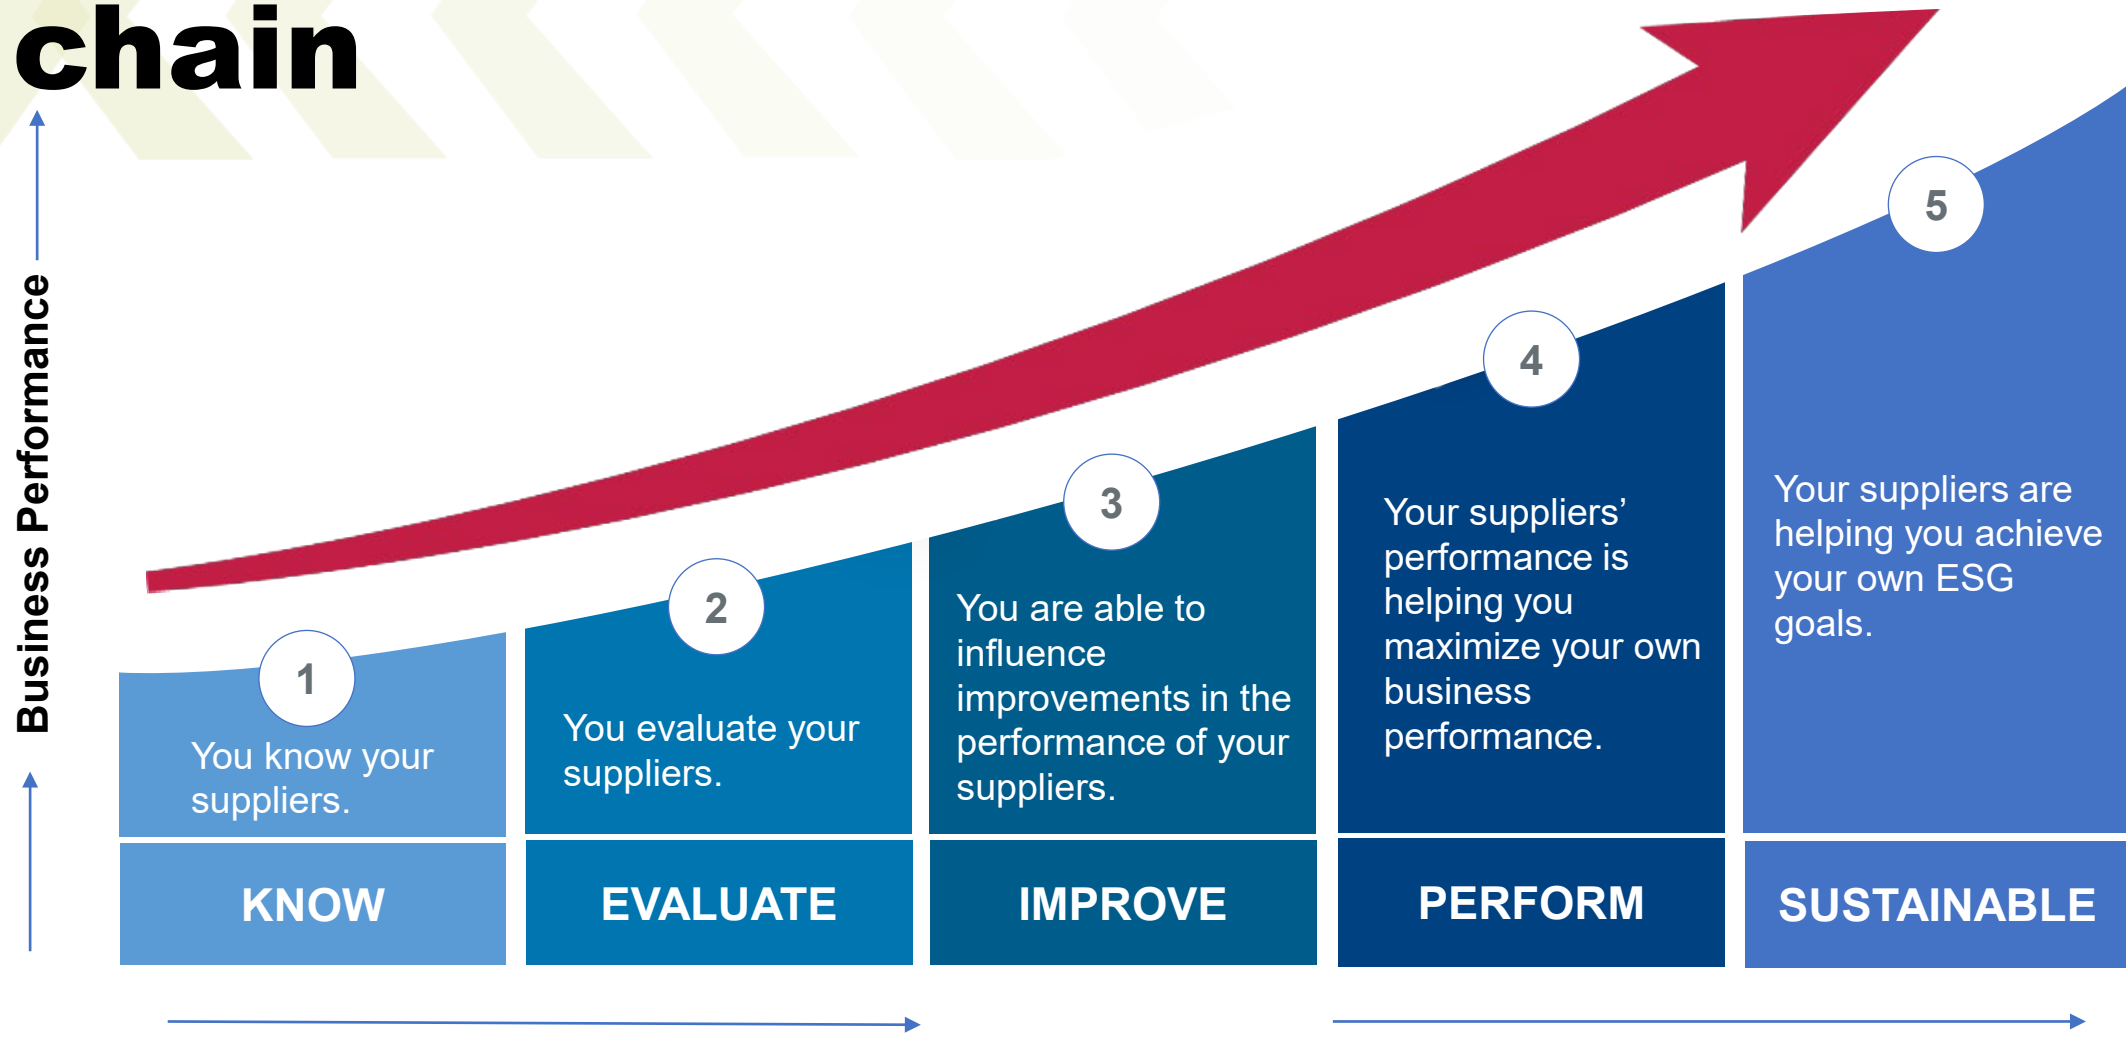 chain
Business Performance
1
You know your
suppliers.
KNOW
2
You evaluate your
suppliers.
EVALUATE
3
You are able to
influence
improvements in the
performance of your
suppliers.
IMPROVE
4
Your suppliers’
performance is
helping you
maximize your own
business
performance.
PERFORM
5
Your suppliers are
helping you achieve
your own ESG
goals.
SUSTAINABLE